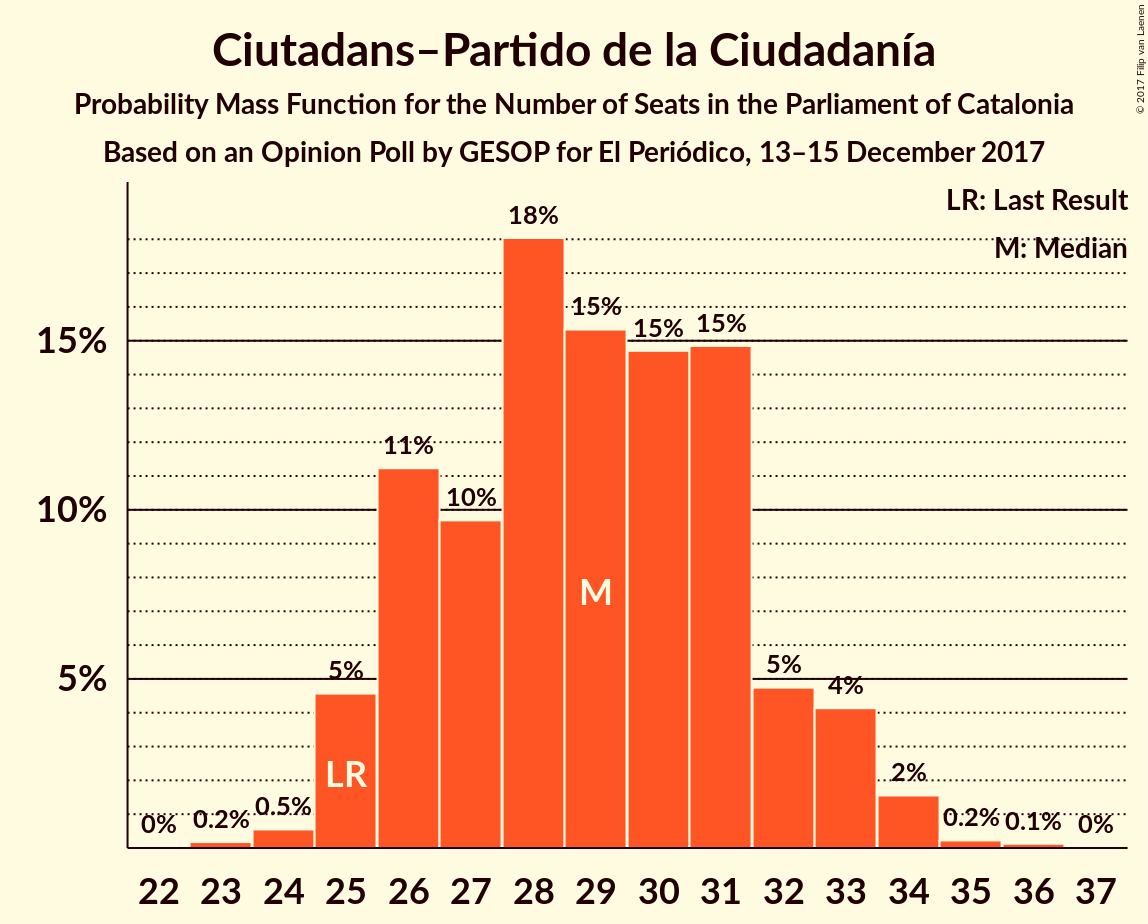 Ciutadans–Partido de la Ciudadanía
Probability Mass Function for the Number of Seats in the Parliament of Catalonia
Based on an Opinion Poll by GESOP for El Periódico, 13–15 December 2017
© 2017 Filip van Laenen
LR: Last Result
M: Median
15%
10%
5%
0%
0.2%
0.5%
5%
11%
10%
18%
15%
15%
15%
5%
4%
2%
0.2%
0.1%
0%
LR
M
22 23 24 25 26 27 28 29 30 31 32 33 34 35 36 37